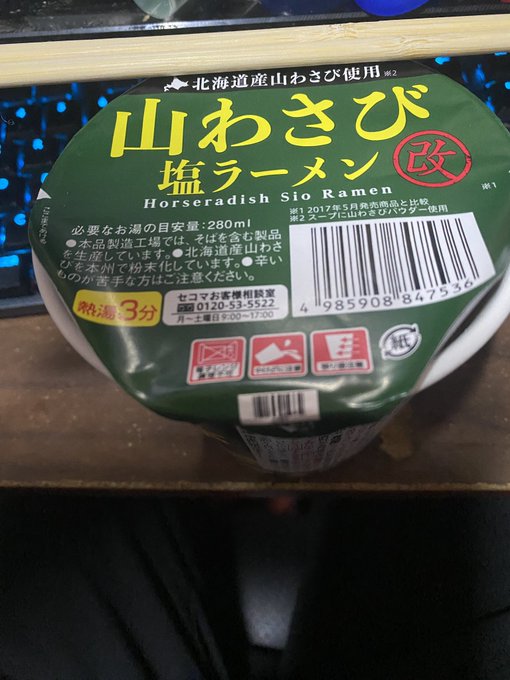 北海道産山わさび使用※2
山わさび
塩ラーメン 改 ※1
Horseradish Sio Ramen
※1 2017年5月発売商品と比較
※2 スープに山わさびパウダー使用
必要なお湯の目安量:280ml
●本品製造工場では、そばを含む製品
を生産しています。●北海道産山わさ
びを本州で粉末化しています。●辛い
ものが苦手な方はご注意ください。
熱湯3分
セコマお客様相談室
0120-53-5522
月〜土曜日9:00〜17:00
4 985908 847536
紙